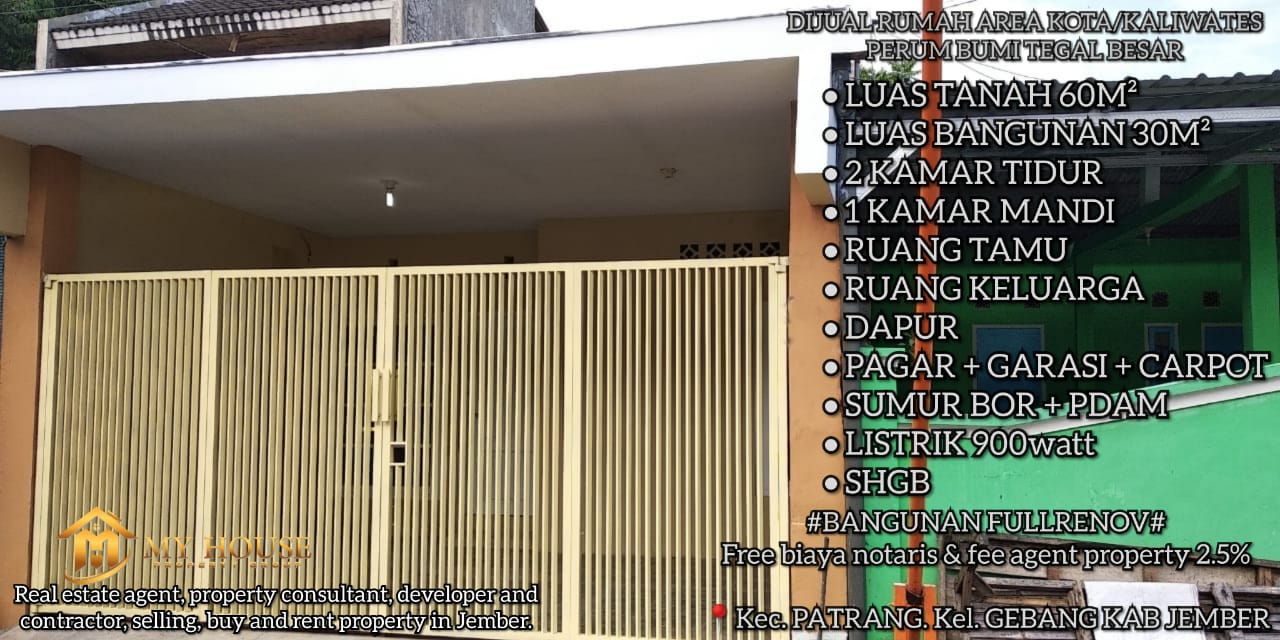 DIJUAL RUMAH AREA KOTA/KALIWATES
PERUM BUMI TEGAL BESAR
• LUAS TANAH 60M²
• LUAS BANGUNAN 30M²
• 2 KAMAR TIDUR
• 1 KAMAR MANDI
• RUANG TAMU
• RUANG KELUARGA
• DAPUR
• PAGAR + GARASI + CARPOT
• SUMUR BOR + PDAM
• LISTRIK 900watt
• SHGB
#BANGUNAN FULLRENOV#
Free biaya notaris & fee agent property 2.5%
📍 Kec. PATRANG. Kel. GEBANG KAB JEMBER
MY HOUSE
PROPERTY GROUP
Real estate agent, property consultant, developer and
contractor, selling, buy and rent property in Jember.